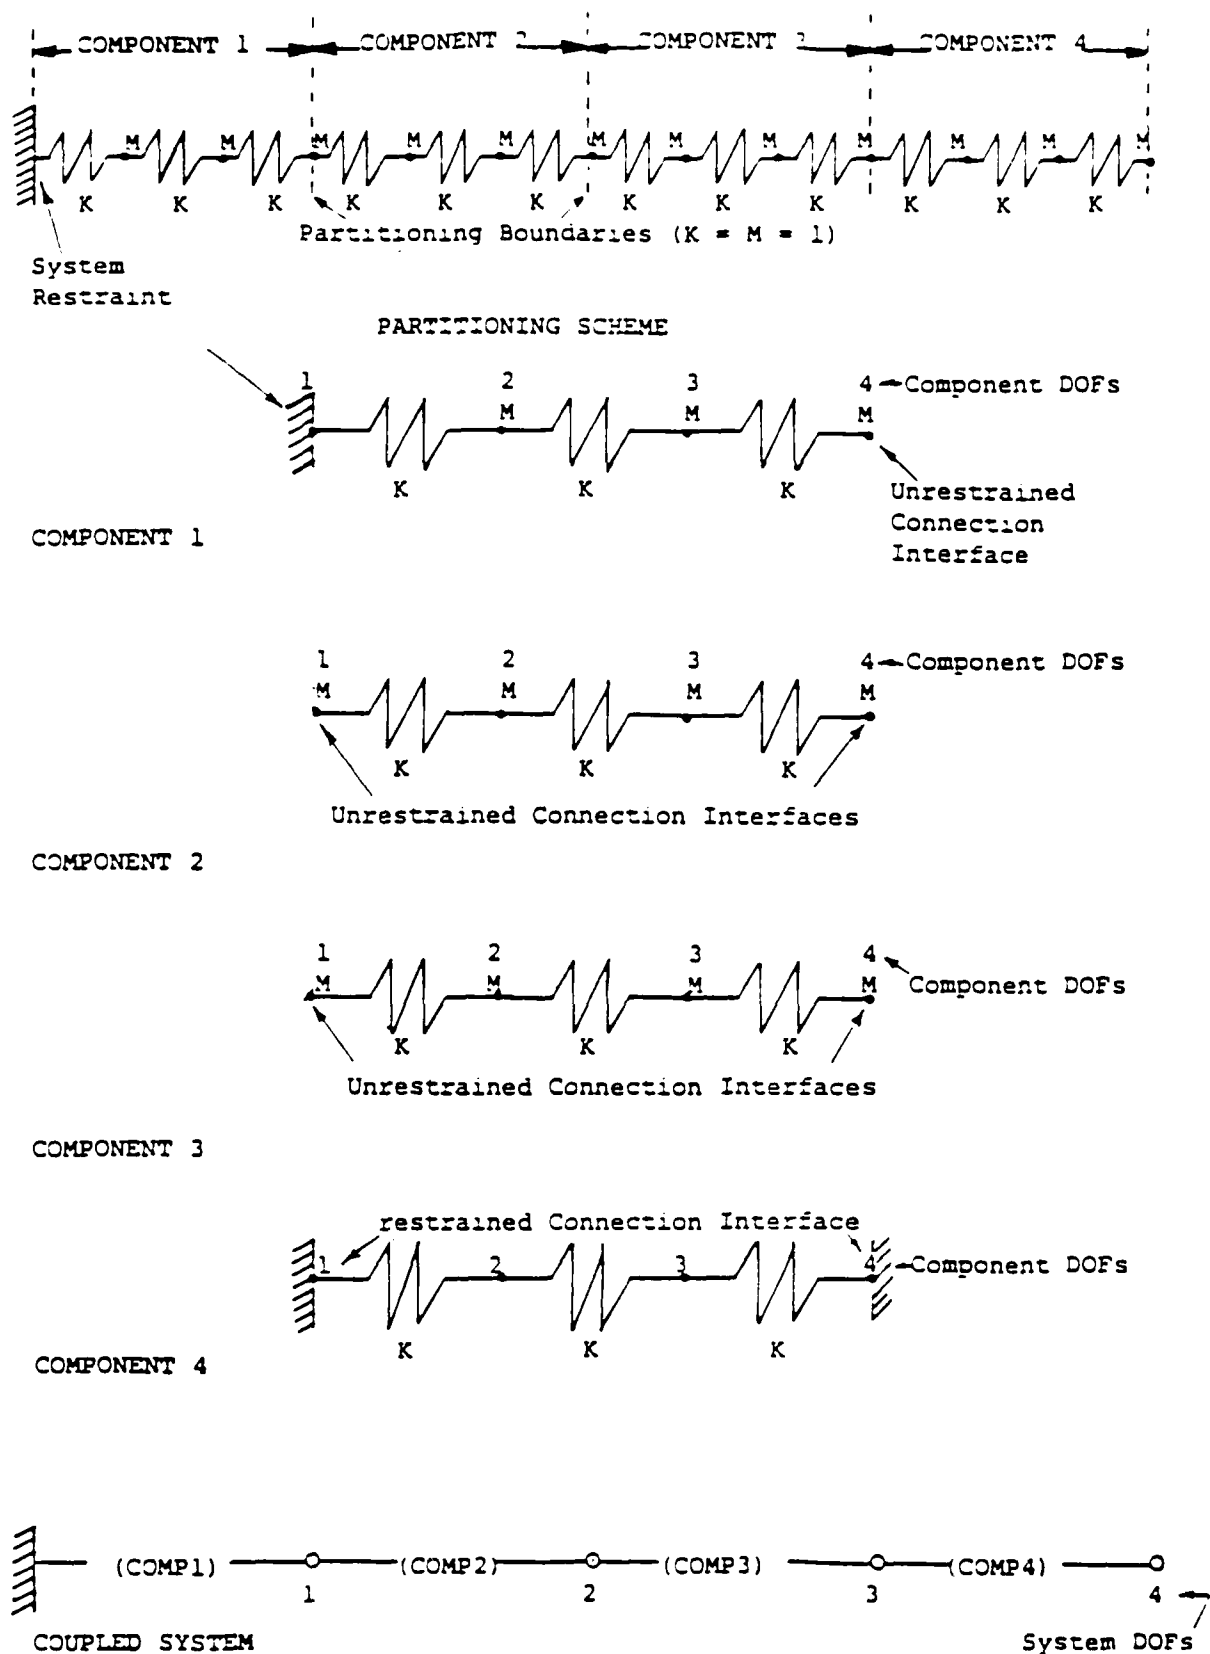 COMPONENT 1 COMPONENT 2 COMPONENT 3 COMPONENT 4
M M M M M M M M M M M M
K K K K K K K K K K K K
Partitioning Boundaries (K = M = 1)
System
Restraint
PARTITIONING SCHEME
1 2 3 4 Component DOFs
M M M
K K K
Unrestrained
Connection
Interface
COMPONENT 1
1 2 3 4 Component DOFs
M M M M
K K K
Unrestrained Connection Interfaces
COMPONENT 2
1 2 3 4
M M M M Component DOFs
K K K
Unrestrained Connection Interfaces
COMPONENT 3
restrained Connection Interface
1 2 3 4 Component DOFs
K K K
COMPONENT 4
(COMP1) (COMP2) (COMP3) (COMP4)
1 2 3 4
COUPLED SYSTEM System DOFs